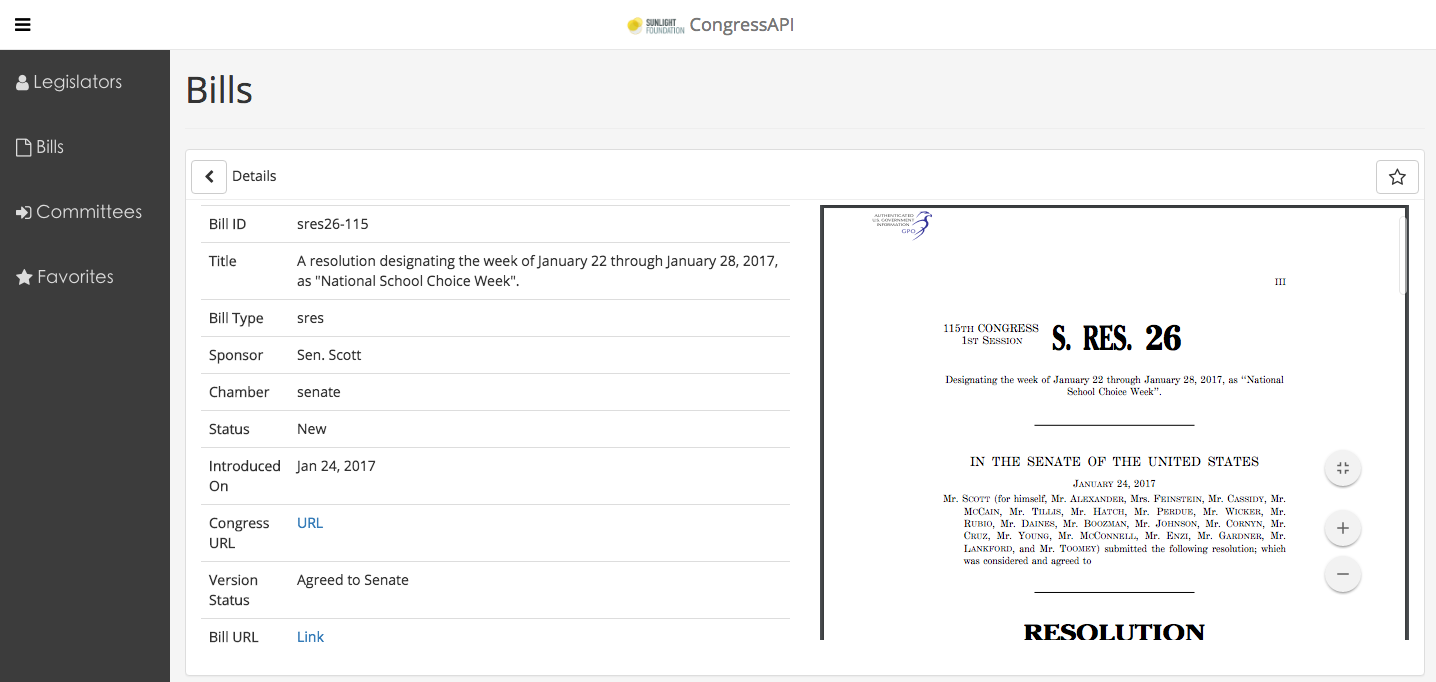 SUNLIGHT
FOUNDATION
CongressAPI
Legislators
Bills
Committees
Favorites
Bills
Details
Bill ID sres26-115
Title A resolution designating the week of January 22 through January 28, 2017,
as "National School Choice Week".
Bill Type sres
Sponsor Sen. Scott
Chamber senate
Status New
Introduced Jan 24, 2017
On
Congress URL
URL
Version Agreed to Senate
Status
Bill URL Link
AUTHENTICATED
U.S. GOVERNMENT
INFORMATION
GPO
III
115TH CONGRESS
1ST SESSION
S. RES. 26
Designating the week of January 22 through January 28, 2017, as “National
School Choice Week”.
IN THE SENATE OF THE UNITED STATES
JANUARY 24, 2017
Mr. SCOTT (for himself, Mr. ALEXANDER, Mrs. FEINSTEIN, Mr. CASSIDY, Mr.
MCCAIN, Mr. TILLIS, Mr. HATCH, Mr. PERDUE, Mr. WICKER, Mr.
RUBIO, Mr. DAINES, Mr. BOOZMAN, Mr. JOHNSON, Mr. CORNYN, Mr.
CRUZ, Mr. YOUNG, Mr. MCCONNELL, Mr. ENZI, Mr. GARDNER, Mr.
LANKFORD, and Mr. TOOMEY) submitted the following resolution; which
was considered and agreed to
RESOLUTION